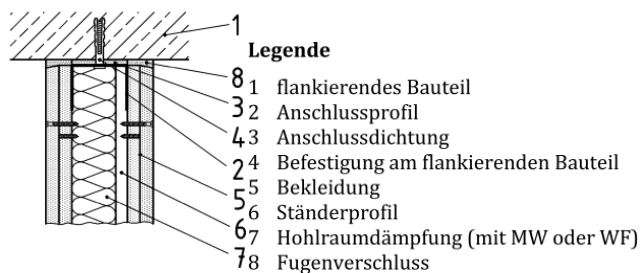 1
Legende
8
1 flankierendes Bauteil
3
2 Anschlussprofil
4
3 Anschlussdichtung
2
4 Befestigung am flankierenden Bauteil
5
5 Bekleidung
6
6 Ständerprofil
7
7 Hohlraumdämpfung (mit MW oder WF)
8 Fugenverschluss